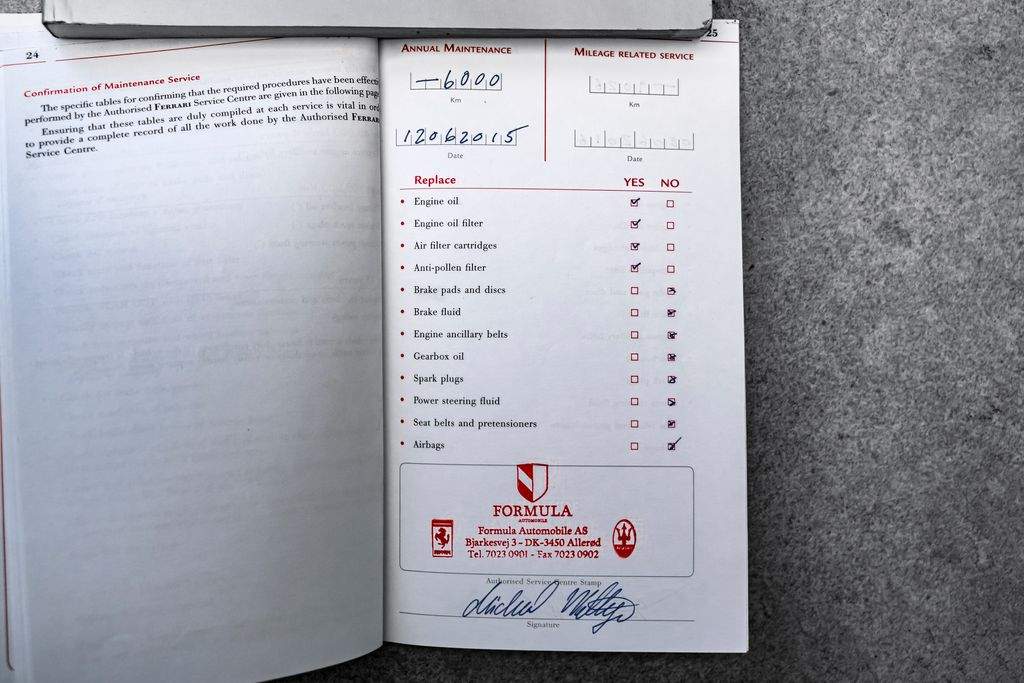 24
Confirmation of Maintenance Service
The specific tables for confirming that the required procedures have been
performed by the Authorised FERRARI Service Centre are given in the following
Ensuring that these tables are duly compiled at each service is vital in
to provide a complete record of all the work done by the Authorised
Service Centre.
25
ANNUAL MAINTENANCE
MILEAGE RELATED SERVICE
—6000
Km
Km
12062015
Date
Date
Replace YES NO
• Engine oil
• Engine oil filter
• Air filter cartridges
• Anti-pollen filter
• Brake pads and discs
• Brake fluid
• Engine ancillary belts
• Gearbox oil
• Spark plugs
• Power steering fluid
• Seat belts and pretensioners
• Airbags
FORMULA
AUTOMOBILE
Formula Automobile AS
Bjarkesvej 3 - DK-3450 Allerød
Tel. 7023 0901 - Fax 7023 0902
Authorised Service Centre Stamp
Signature